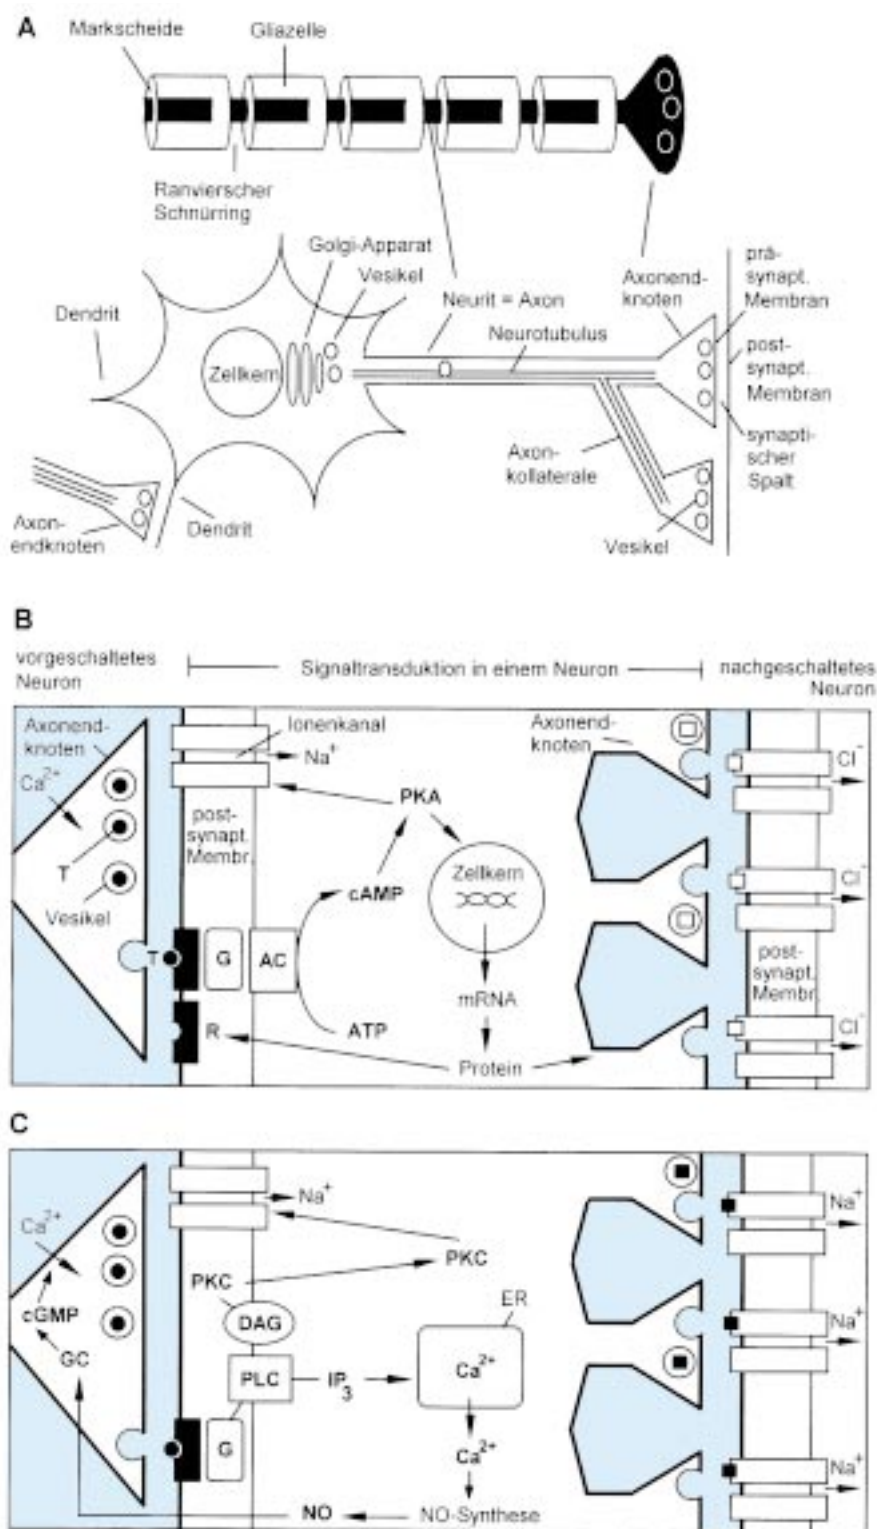 A
Markscheide
Gliazelle
Ranvierscher
Schnürring
Golgi-Apparat
Vesikel
Dendrit
Zellkern
Neurit = Axon
Neurotubulus
Axonend-
knoten
prä-
synapt.
Membran
post-
synapt.
Membran
synapti-
scher
Spalt
Axon-
kollaterale
Vesikel
Axon-
endknoten
Dendrit
B
vorgeschaltetes
Neuron
Signaltransduktion in einem Neuron
nachgeschaltetes
Neuron
Axonend-
knoten
Ca2+
T
Vesikel
Ionenkanal
Na+
post-
synapt.
Membr.
PKA
cAMP
Zellkern
T
G
AC
R
ATP
mRNA
Protein
Axonend-
knoten
Cl-
Cl-
post-
synapt.
Membr.
Cl-
C
Ca2+
cGMP
GC
Na+
PKC
PKC
DAG
PLC
IP3
G
ER
Ca2+
Ca2+
NO
NO-Synthese
Na+
Na+
Na+